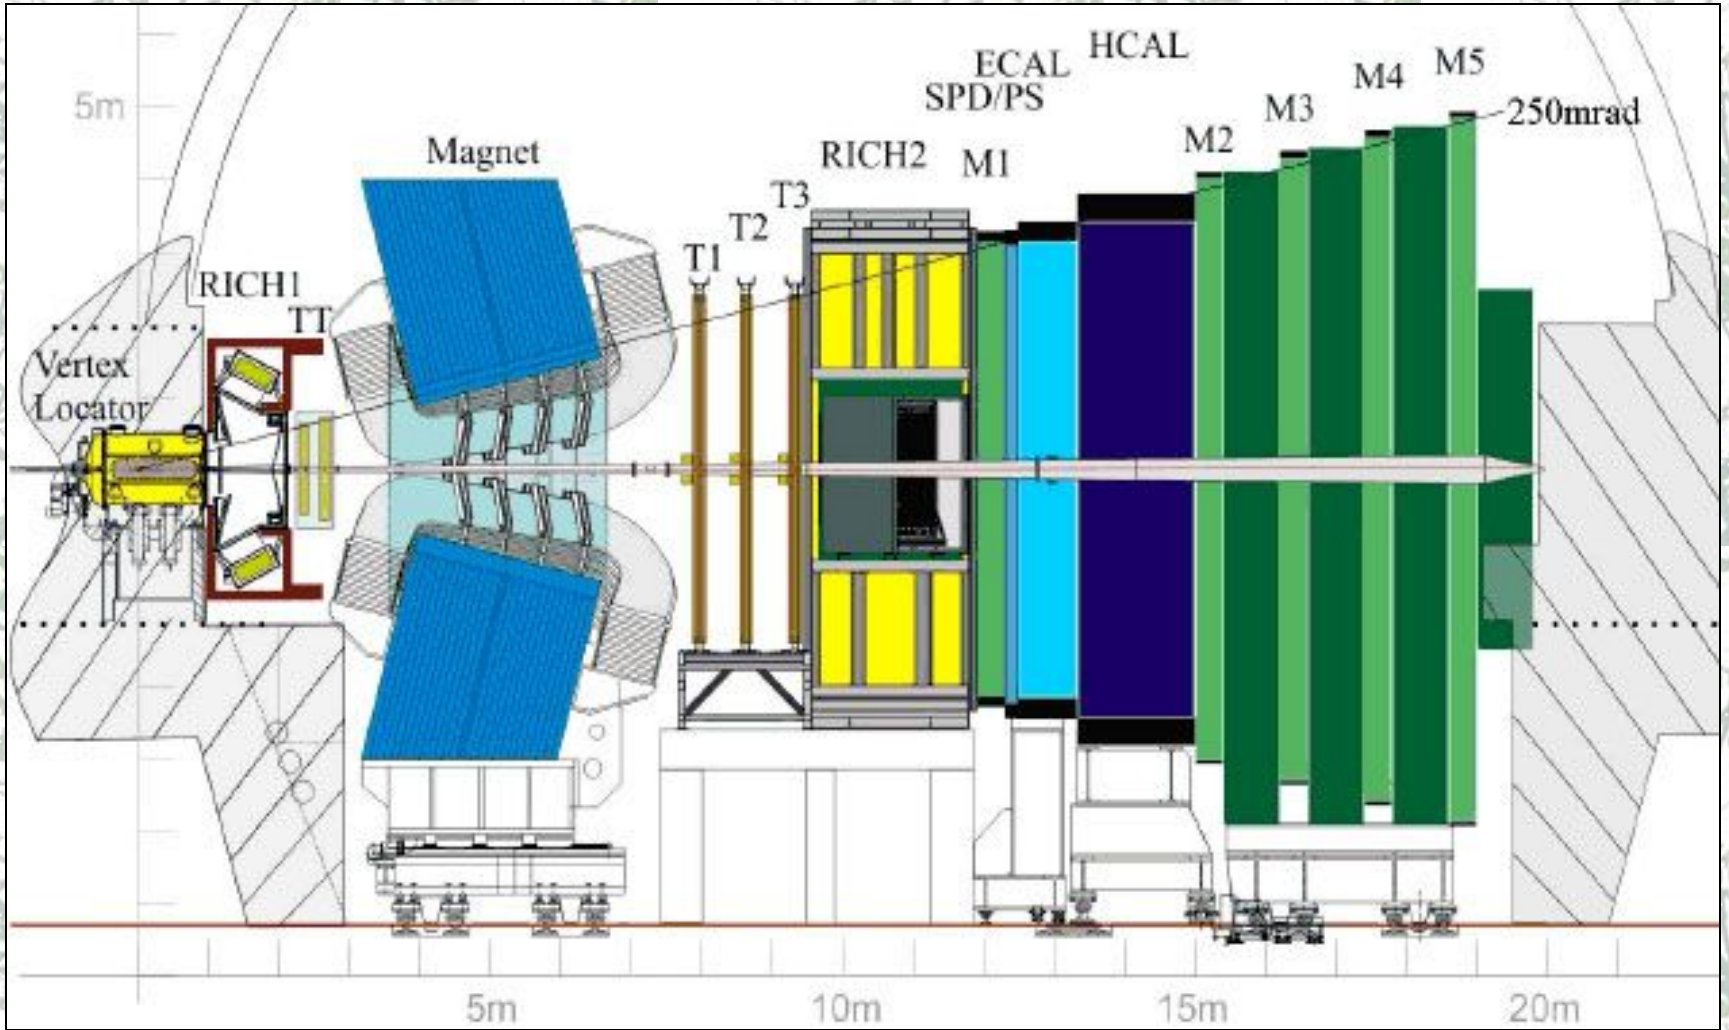 HCAL
ECAL
SPD/PS
M5
M4
M3
M2
250mrad
5m
Magnet
RICH2
M1
T3
T2
T1
RICH1
TT
Vertex
Locator
5m
10m
15m
20m